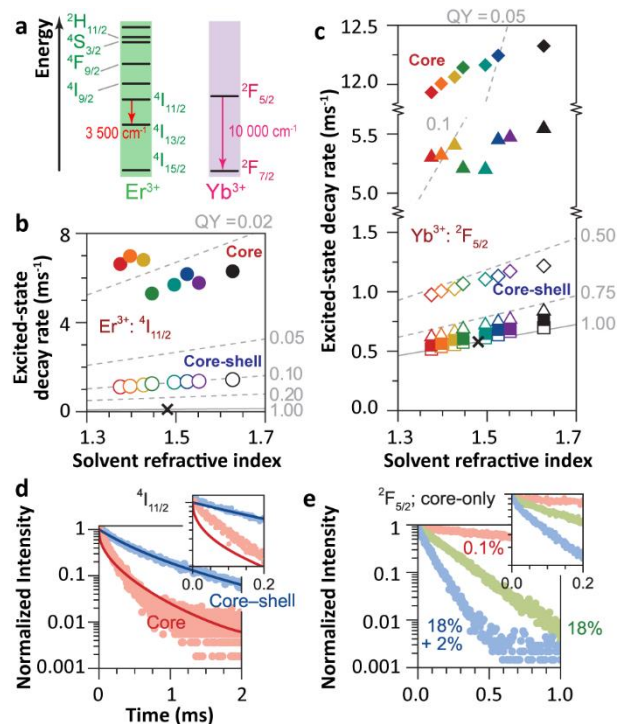 a
Energy
²H₁₁/₂
⁴S₃/₂
⁴F₉/₂
⁴I₉/₂
⁴I₁₁/₂
3 500 cm⁻¹
⁴I₁₃/₂
⁴I₁₅/₂
Er³⁺
²F₅/₂
10 000 cm⁻¹
²F₇/₂
Yb³⁺
b
Excited-state
decay rate (ms⁻¹)
8
4
0
QY = 0.02
Core
Er³⁺: ⁴I₁₁/₂
0.05
Core-shell
0.10
0.20
1.00
1.3 1.5 1.7
Solvent refractive index
c
Excited-state decay rate (ms⁻¹)
QY = 0.05
Core
12.0
0.1
5.5
5.0
1.5
Yb³⁺: ²F₅/₂
0.50
1.0
Core-shell
0.75
1.00
0.5
0.0
1.3 1.5 1.7
Solvent refractive index
d
⁴I₁₁/₂
Normalized Intensity
1
0.1
0.01
0.001
0.0 0.2
Core–shell
Core
0 1 2
Time (ms)
e
²F₅/₂; core-only
Normalized Intensity
1
0.1
0.01
0.001
0.0 0.2
0.1%
18%
+ 2%
18%
0.0 0.5 1.0
Time (ms)